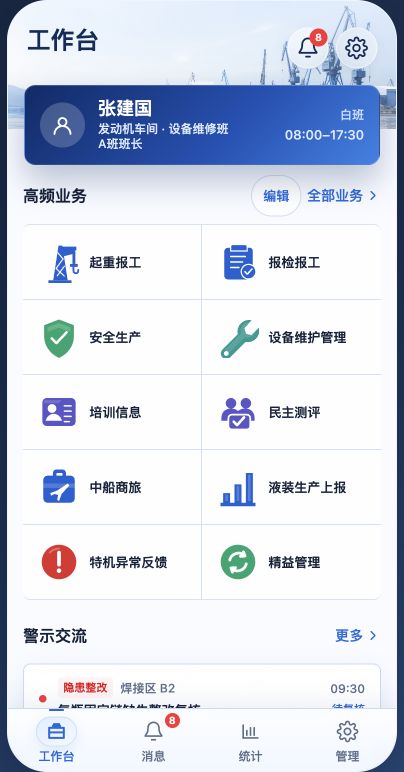 工作台
8
张建国
发动机车间 · 设备维修班
A班班长
白班
08:00–17:30
高频业务
编辑
全部业务
起重报工
报检报工
安全生产
设备维护管理
培训信息
民主测评
中船商旅
液装生产上报
特机异常反馈
精益管理
警示交流
更多
隐患整改
焊接区 B2
09:30
8
工作台
消息
统计
管理